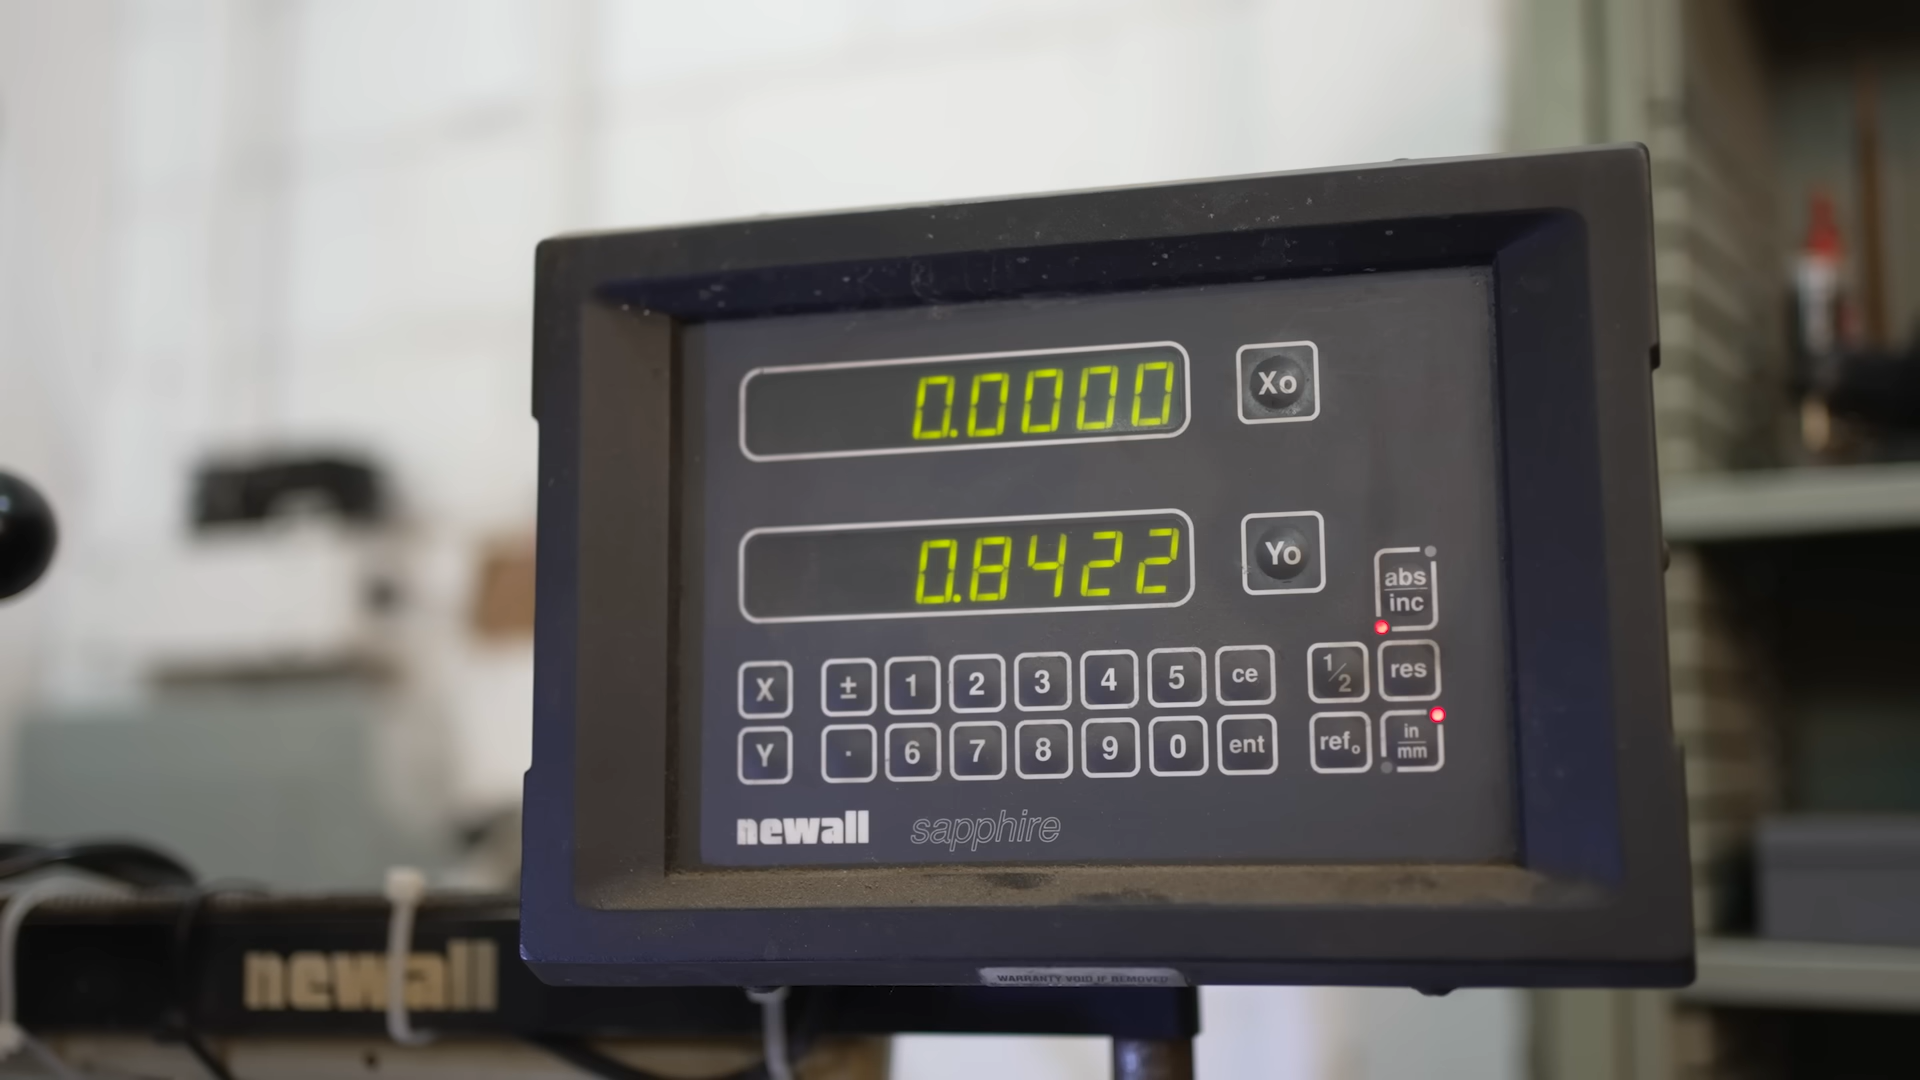 0.0000 Xo
0.8422 Yo
abs
inc
X ± 1 2 3 4 5 ce 1/2 res
Y . 6 7 8 9 0 ent refo in
mm
newall sapphire
newall
WARRANTY VOID IF REMOVED